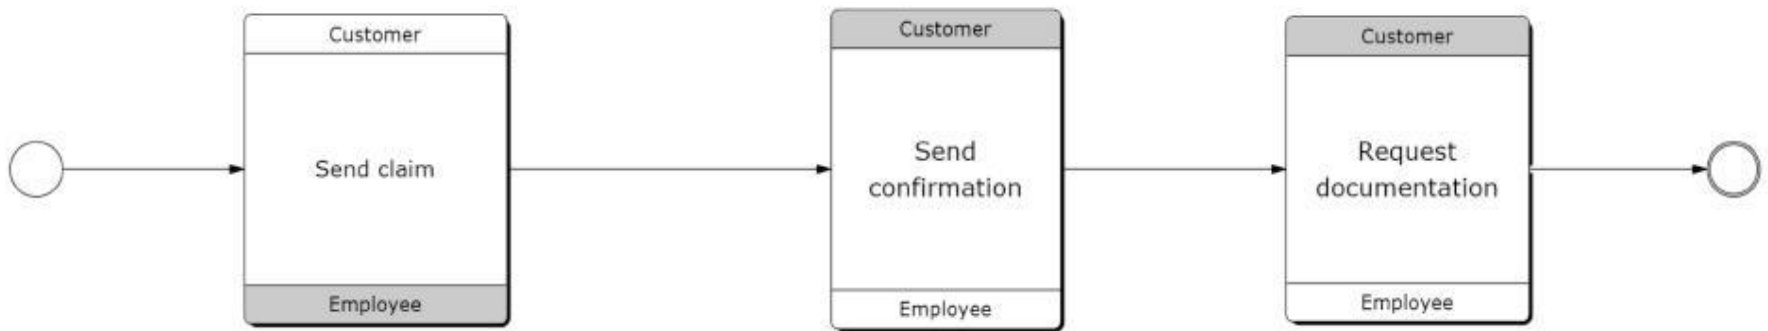 Customer
Send claim
Employee
Customer
Send
confirmation
Employee
Customer
Request
documentation
Employee